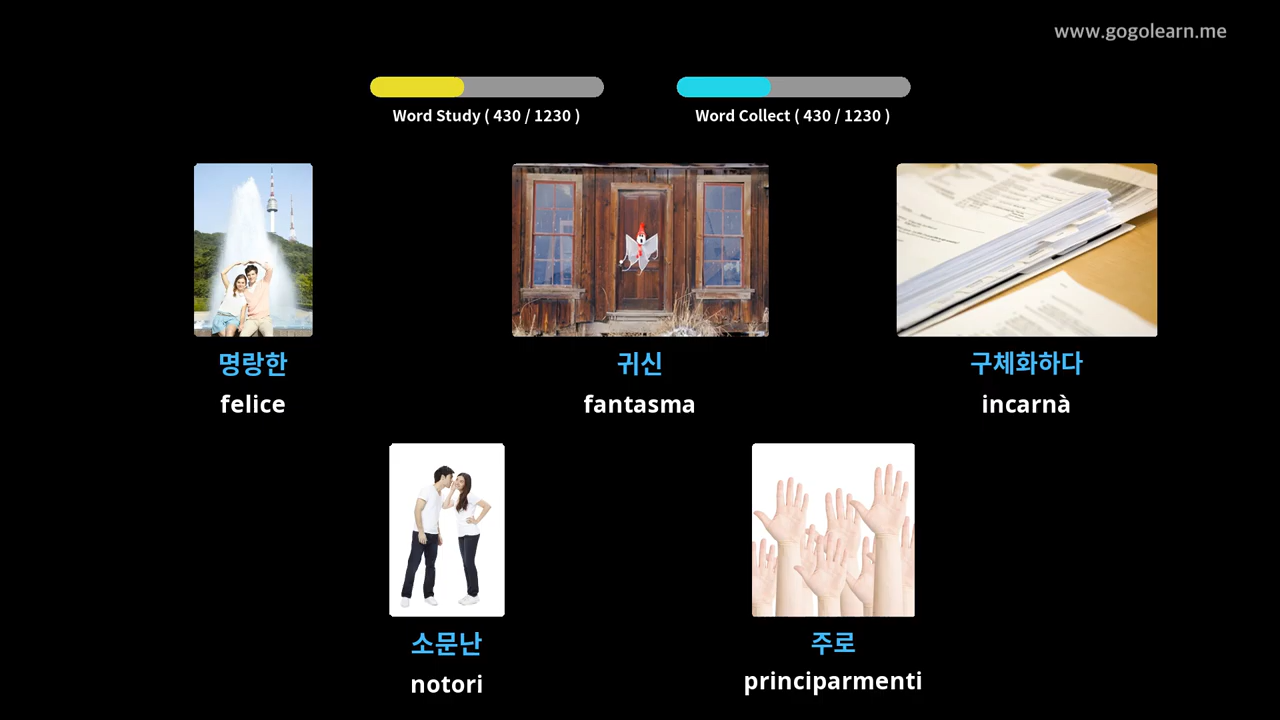 www.gogolearn.me
Word Study ( 430 / 1230 )
Word Collect ( 430 / 1230 )
명랑한
felice
귀신
fantasma
구체화하다
incarnà
소문난
notori
주로
principarmenti